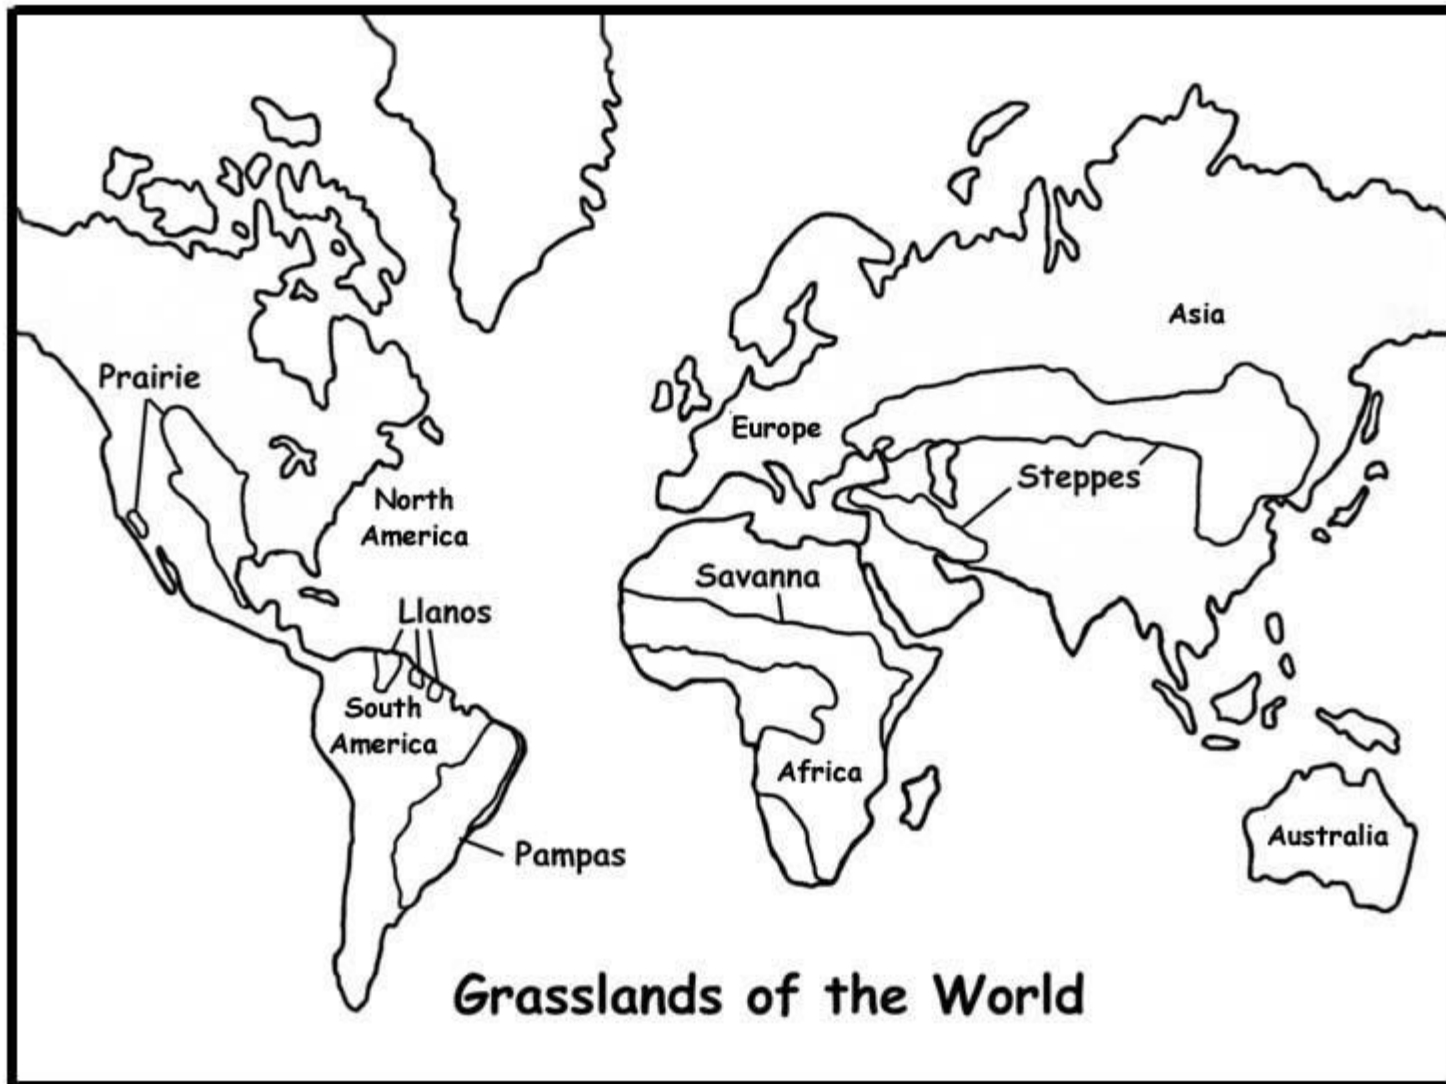 Asia
Prairie
Europe
Steppes
North
America
Savanna
Llanos
South
America
Africa
Australia
Pampas
Grasslands of the World